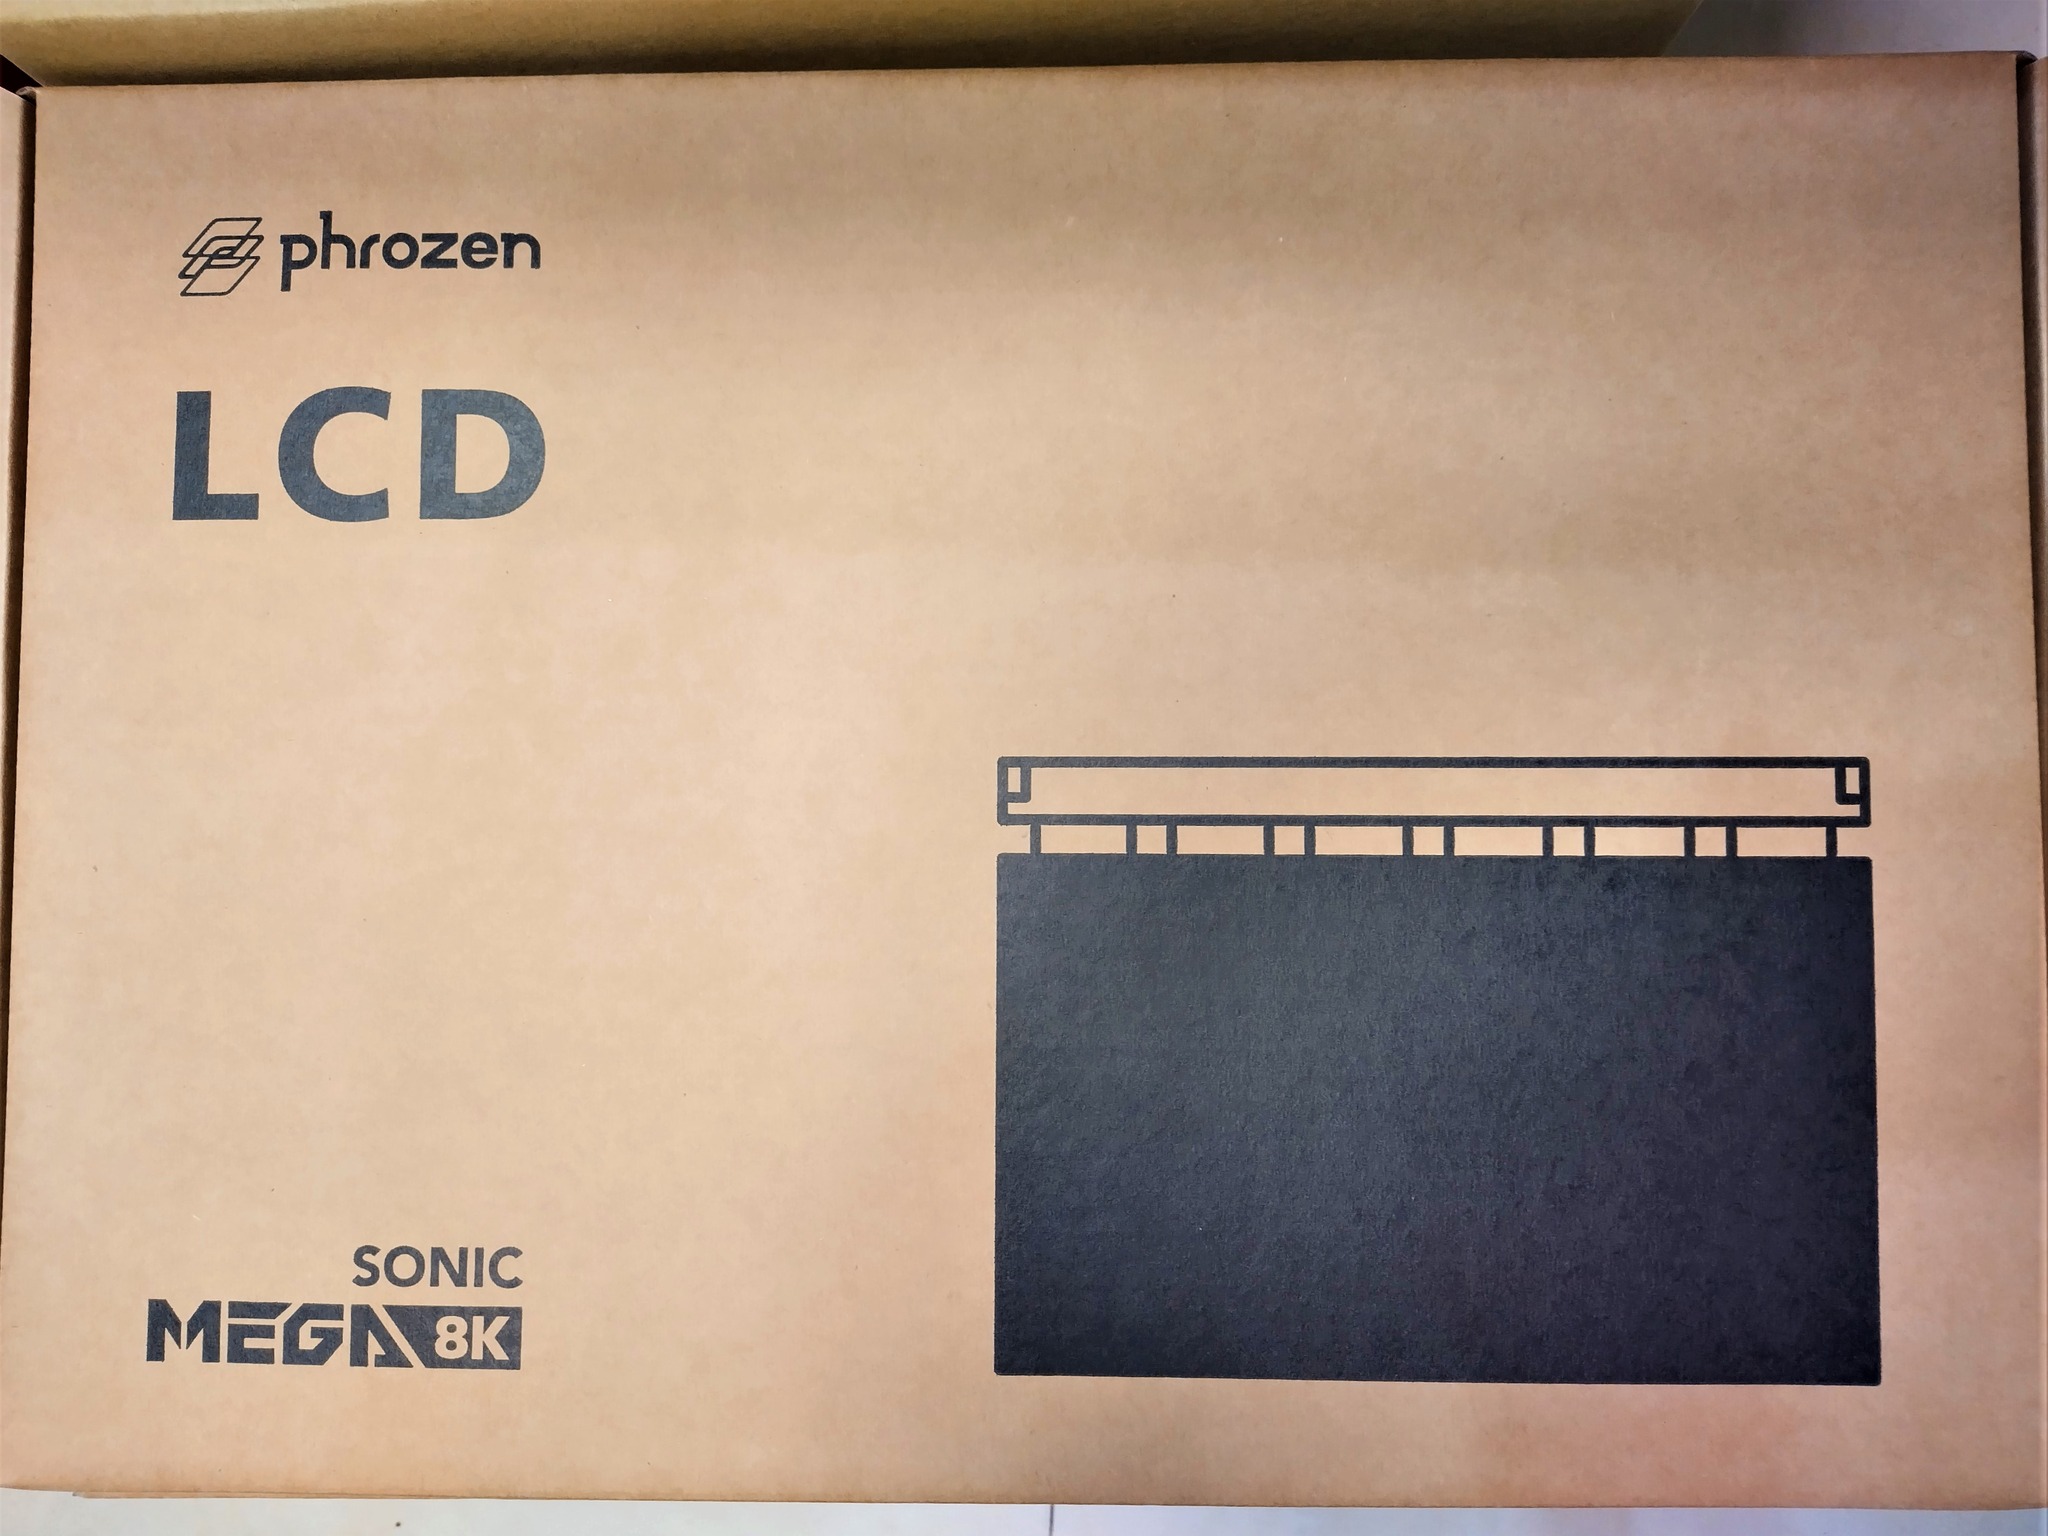 phrozen
LCD
SONIC
MEGA 8K